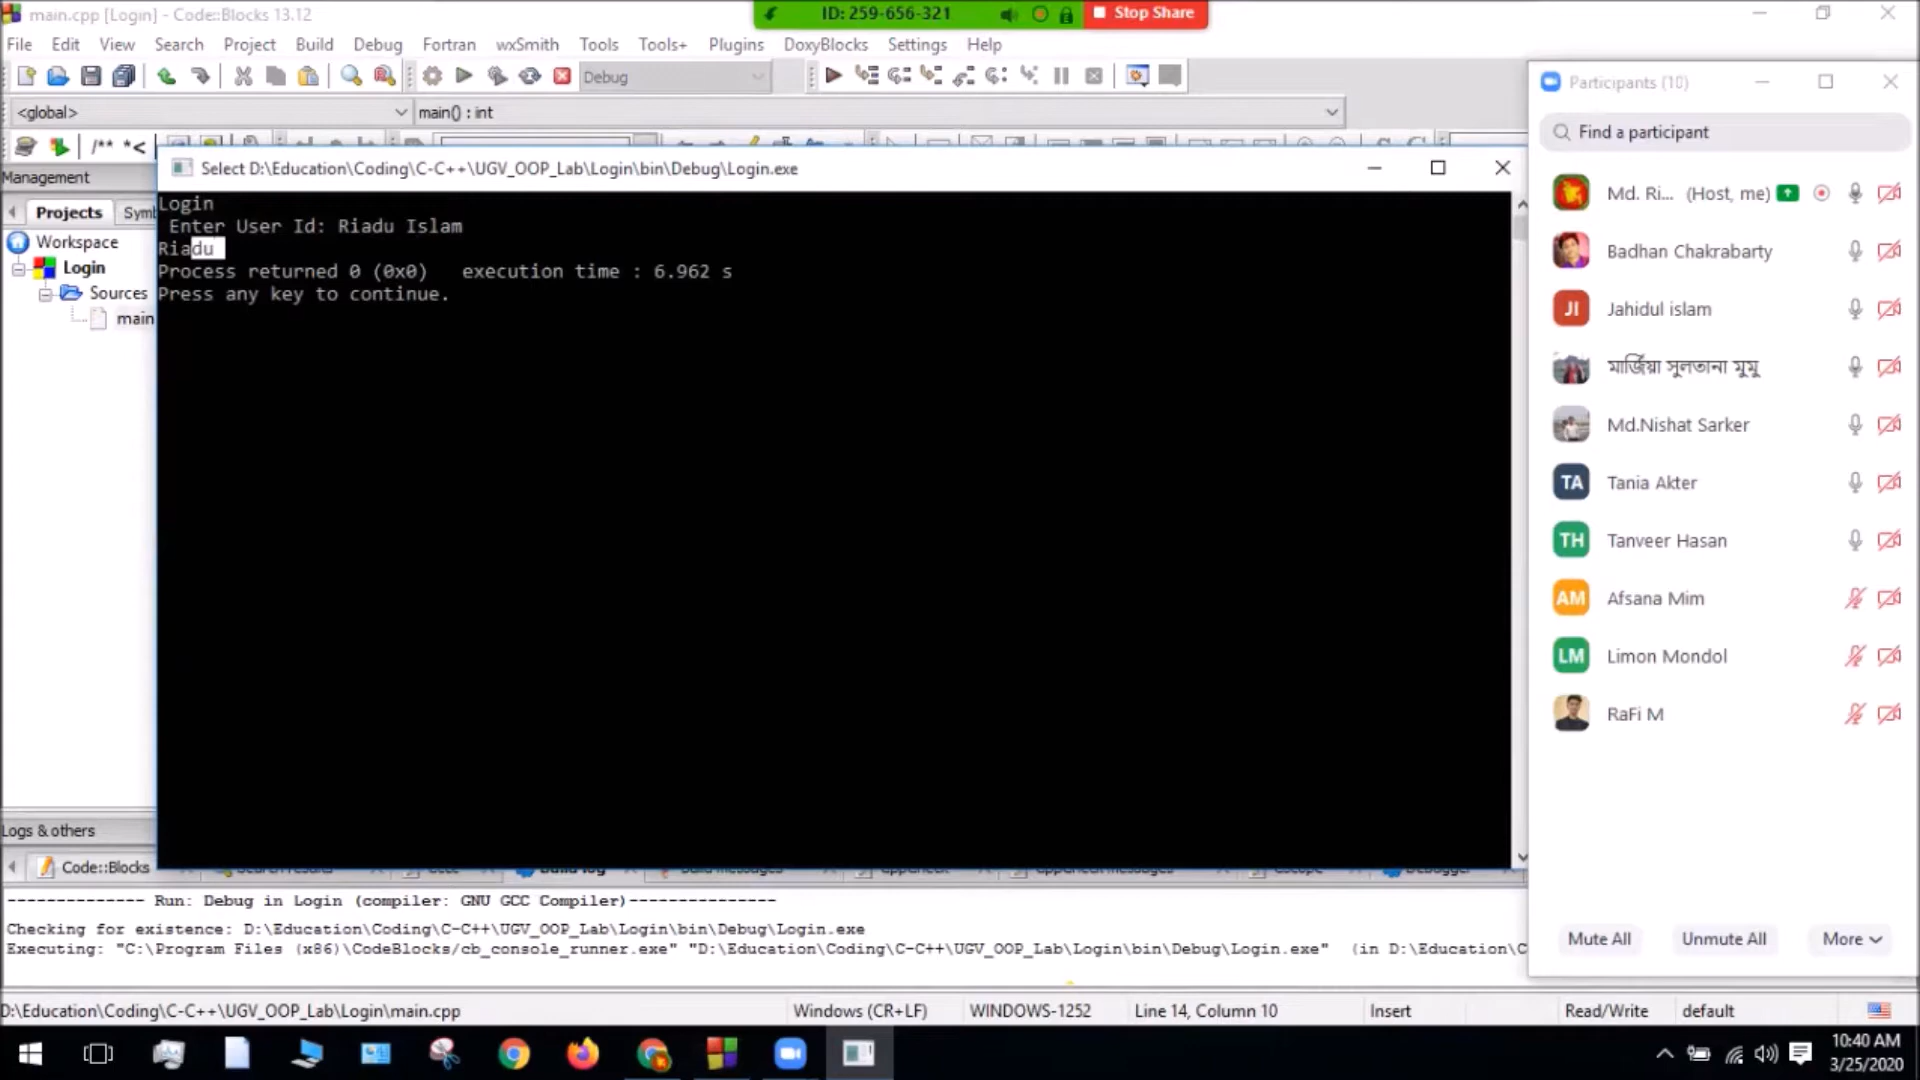 main.cpp [Login] - Code::Blocks 13.12
ID: 259-656-321
Stop Share
File Edit View Search Project Build Debug Fortran wxSmith Tools Tools+ Plugins DoxyBlocks Settings Help
Debug
<global>
main() : int
/** *<
Management
Projects
Workspace
Login
Sources
main
Select D:\Education\Coding\C-C++\UGV_OOP_Lab\Login\bin\Debug\Login.exe
Login
Enter User Id: Riadu Islam
Riadu
Process returned 0 (0x0)   execution time : 6.962 s
Press any key to continue.
Participants (10)
Find a participant
Md. Ri... (Host, me)
Badhan Chakrabarty
JI Jahidul islam
মার্জিয়া সুলতানা মুমু
Md.Nishat Sarker
TA Tania Akter
TH Tanveer Hasan
AM Afsana Mim
LM Limon Mondol
RaFi M
Mute All Unmute All More
Logs & others
Code::Blocks
-------------- Run: Debug in Login (compiler: GNU GCC Compiler)---------------
Checking for existence: D:\Education\Coding\C-C++\UGV_OOP_Lab\Login\bin\Debug\Login.exe
Executing: "C:\Program Files (x86)\CodeBlocks/cb_console_runner.exe" "D:\Education\Coding\C-C++\UGV_OOP_Lab\Login\bin\Debug\Login.exe"  (in D:\Education\C
D:\Education\Coding\C-C++\UGV_OOP_Lab\Login\main.cpp
Windows (CR+LF) WINDOWS-1252 Line 14, Column 10 Insert Read/Write default
10:40 AM
3/25/2020